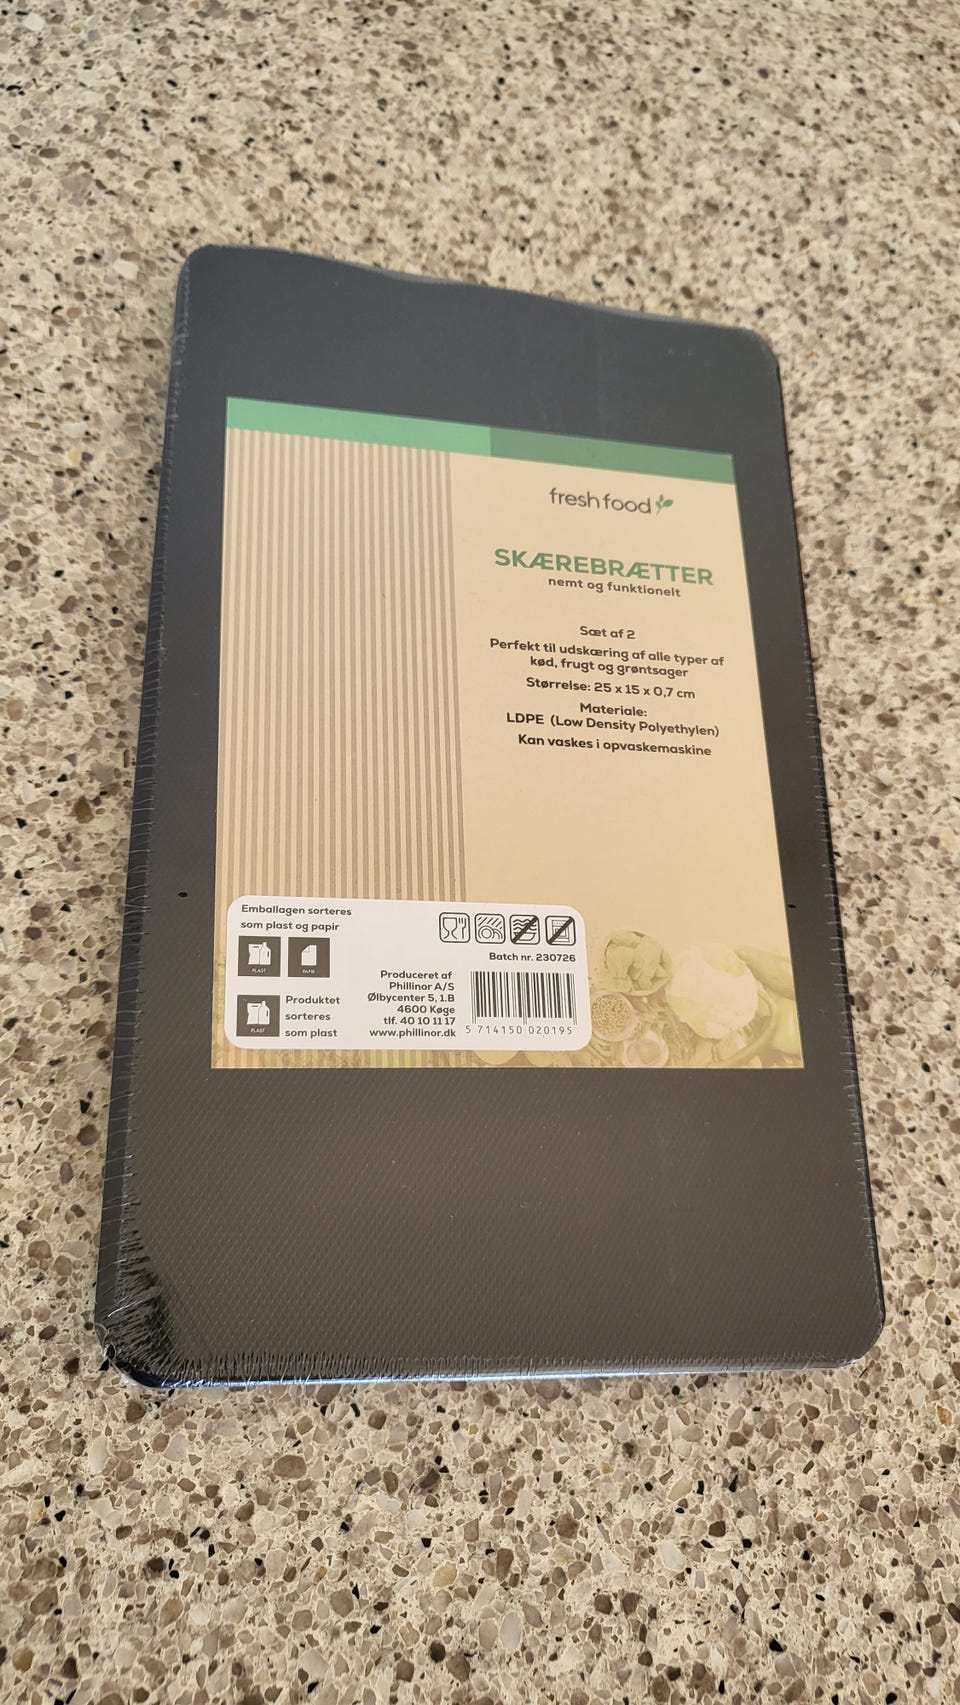 fresh food
SKÆREBRÆTTER
nemt og funktionelt
Sæt af 2
Perfekt til udskæring af alle typer af
kød, frugt og grøntsager
Størrelse: 25 x 15 x 0,7 cm
Materiale:
LDPE (Low Density Polyethylen)
Kan vaskes i opvaskemaskine
Emballagen sorteres
som plast og papir
PLAST
PAPIR
Produktet
sorteres
som plast
PLAST
Produceret af
Phillinor A/S
Ølbycenter 5, 1.B
4600 Køge
tlf. 40 10 11 17
www.phillinor.dk
Batch nr. 230726
5 714150 020195